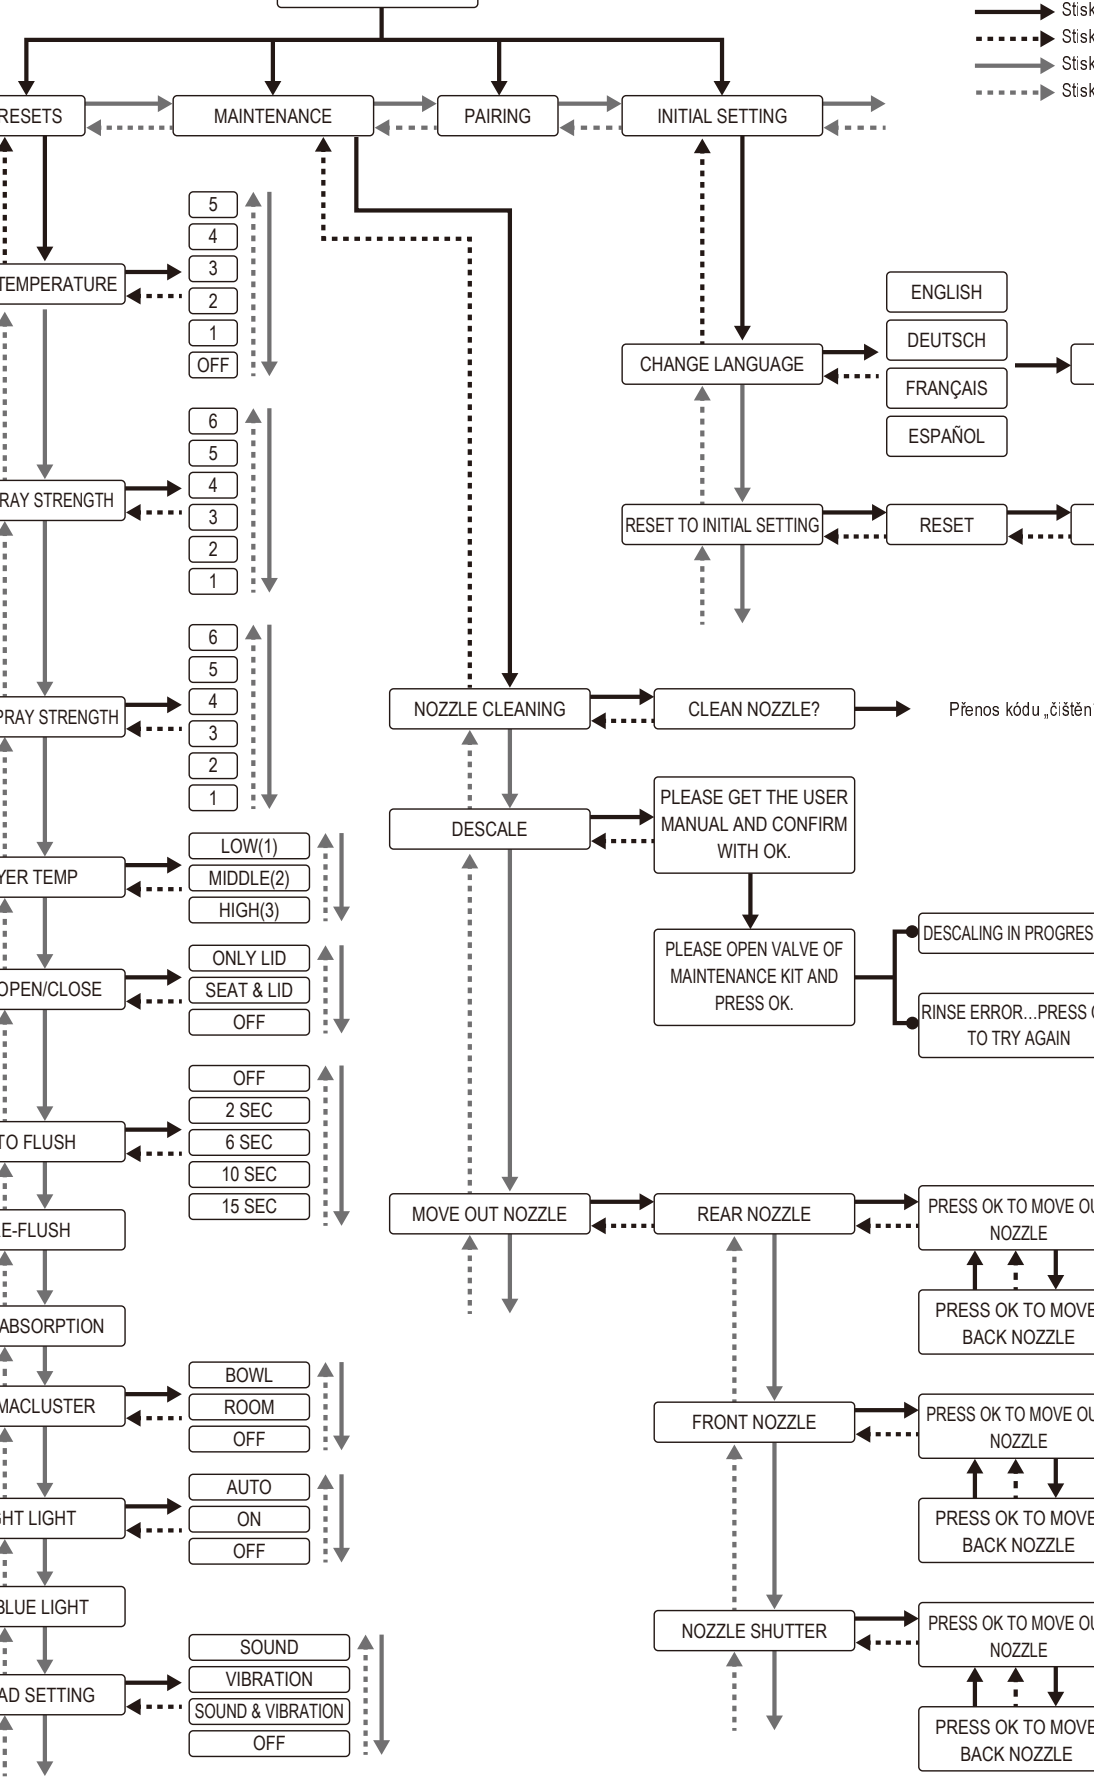 Stisk
Stisk
Stisk
Stisk
RESETS
MAINTENANCE
PAIRING
INITIAL SETTING
5
4
3
2
1
OFF
TEMPERATURE
ENGLISH
DEUTSCH
FRANÇAIS
ESPAÑOL
CHANGE LANGUAGE
6
5
4
3
2
1
RAY STRENGTH
RESET TO INITIAL SETTING
RESET
6
5
4
3
2
1
PRAY STRENGTH
NOZZLE CLEANING
CLEAN NOZZLE?
Přenos kódu „čištěn
DESCALE
PLEASE GET THE USER
MANUAL AND CONFIRM
WITH OK.
LOW(1)
MIDDLE(2)
HIGH(3)
YER TEMP
PLEASE OPEN VALVE OF
MAINTENANCE KIT AND
PRESS OK.
DESCALING IN PROGRES
RINSE ERROR...PRESS O
TO TRY AGAIN
ONLY LID
SEAT & LID
OFF
OPEN/CLOSE
OFF
2 SEC
6 SEC
10 SEC
15 SEC
TO FLUSH
E-FLUSH
MOVE OUT NOZZLE
REAR NOZZLE
PRESS OK TO MOVE OU
NOZZLE
PRESS OK TO MOVE
BACK NOZZLE
ABSORPTION
BOWL
ROOM
OFF
MACLUSTER
FRONT NOZZLE
PRESS OK TO MOVE OU
NOZZLE
PRESS OK TO MOVE
BACK NOZZLE
AUTO
ON
OFF
GHT LIGHT
BLUE LIGHT
SOUND
VIBRATION
SOUND & VIBRATION
OFF
AD SETTING
NOZZLE SHUTTER
PRESS OK TO MOVE OU
NOZZLE
PRESS OK TO MOVE
BACK NOZZLE